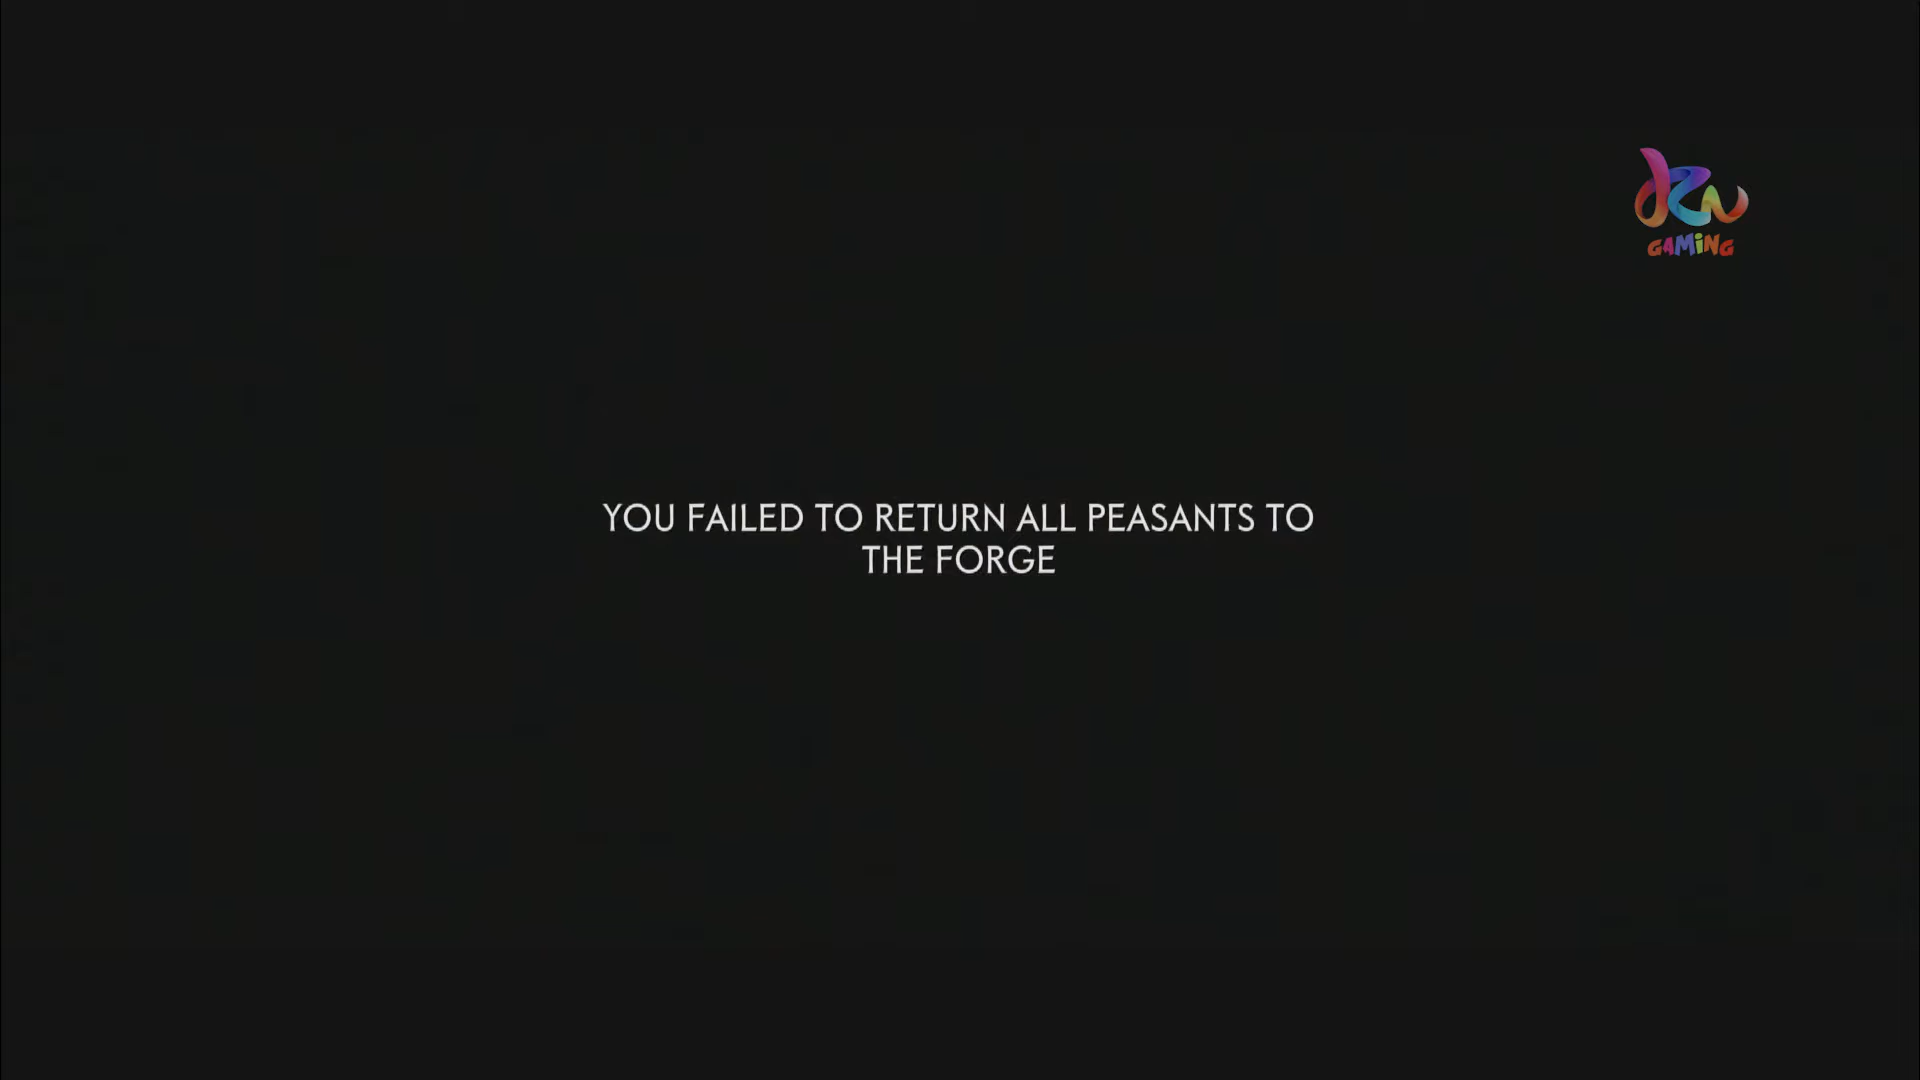 YOU FAILED TO RETURN ALL PEASANTS TO
THE FORGE
GAMING